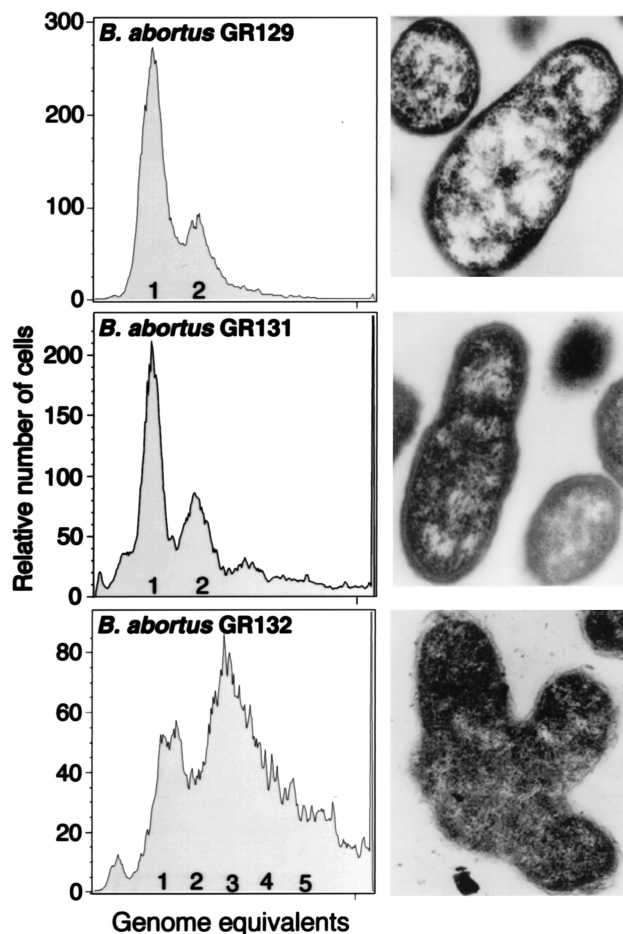 B. abortus GR129
300
200
100
0
1 2
B. abortus GR131
200
150
100
50
0
1 2
B. abortus GR132
80
60
40
20
0
1 2 3 4 5
Relative number of cells
Genome equivalents